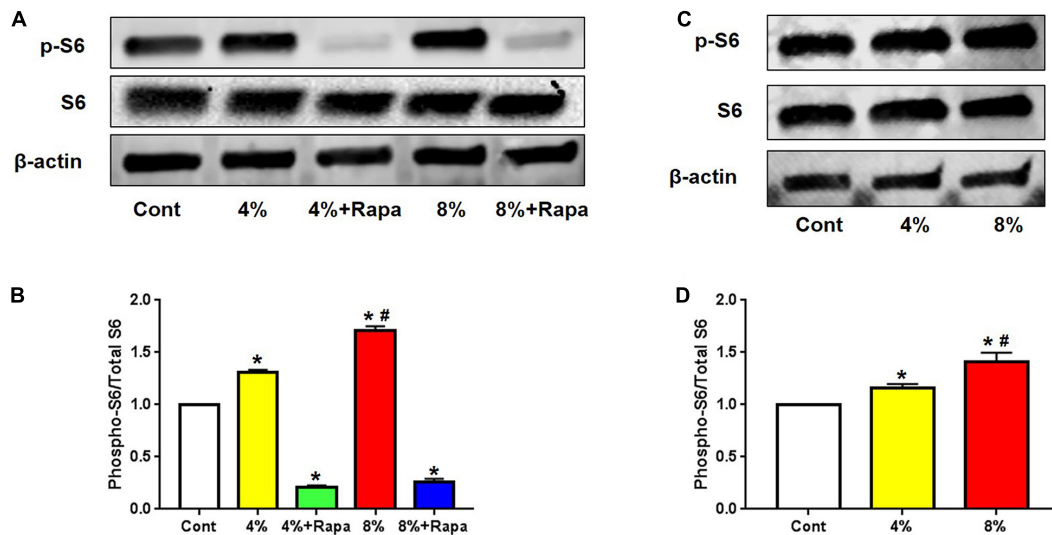 A
p-S6
S6
β-actin
Cont 4% 4%+Rapa 8% 8%+Rapa
C
p-S6
S6
β-actin
Cont 4% 8%
B
Phospho-S6/Total S6
2.0
1.5
1.0
0.5
0.0
*
*
* #
*
Cont 4% 4%+Rapa 8% 8%+Rapa
D
Phospho-S6/Total S6
2.0
1.5
1.0
0.5
0.0
*
* #
Cont 4% 8%